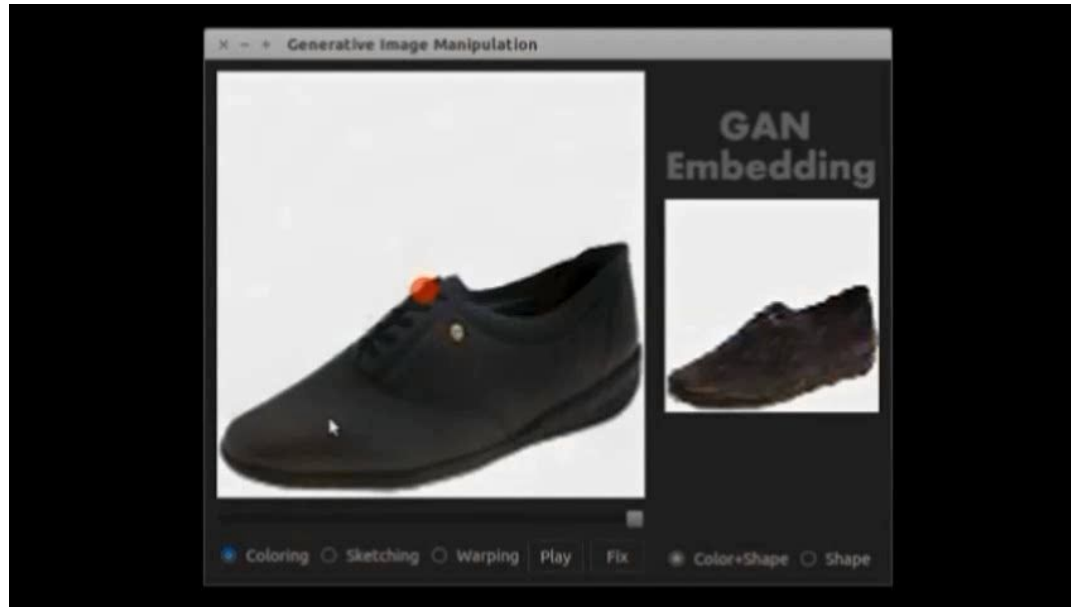 Generative Image Manipulation
GAN
Embedding
Coloring Sketching Warping Play Fix
Color+Shape Shape